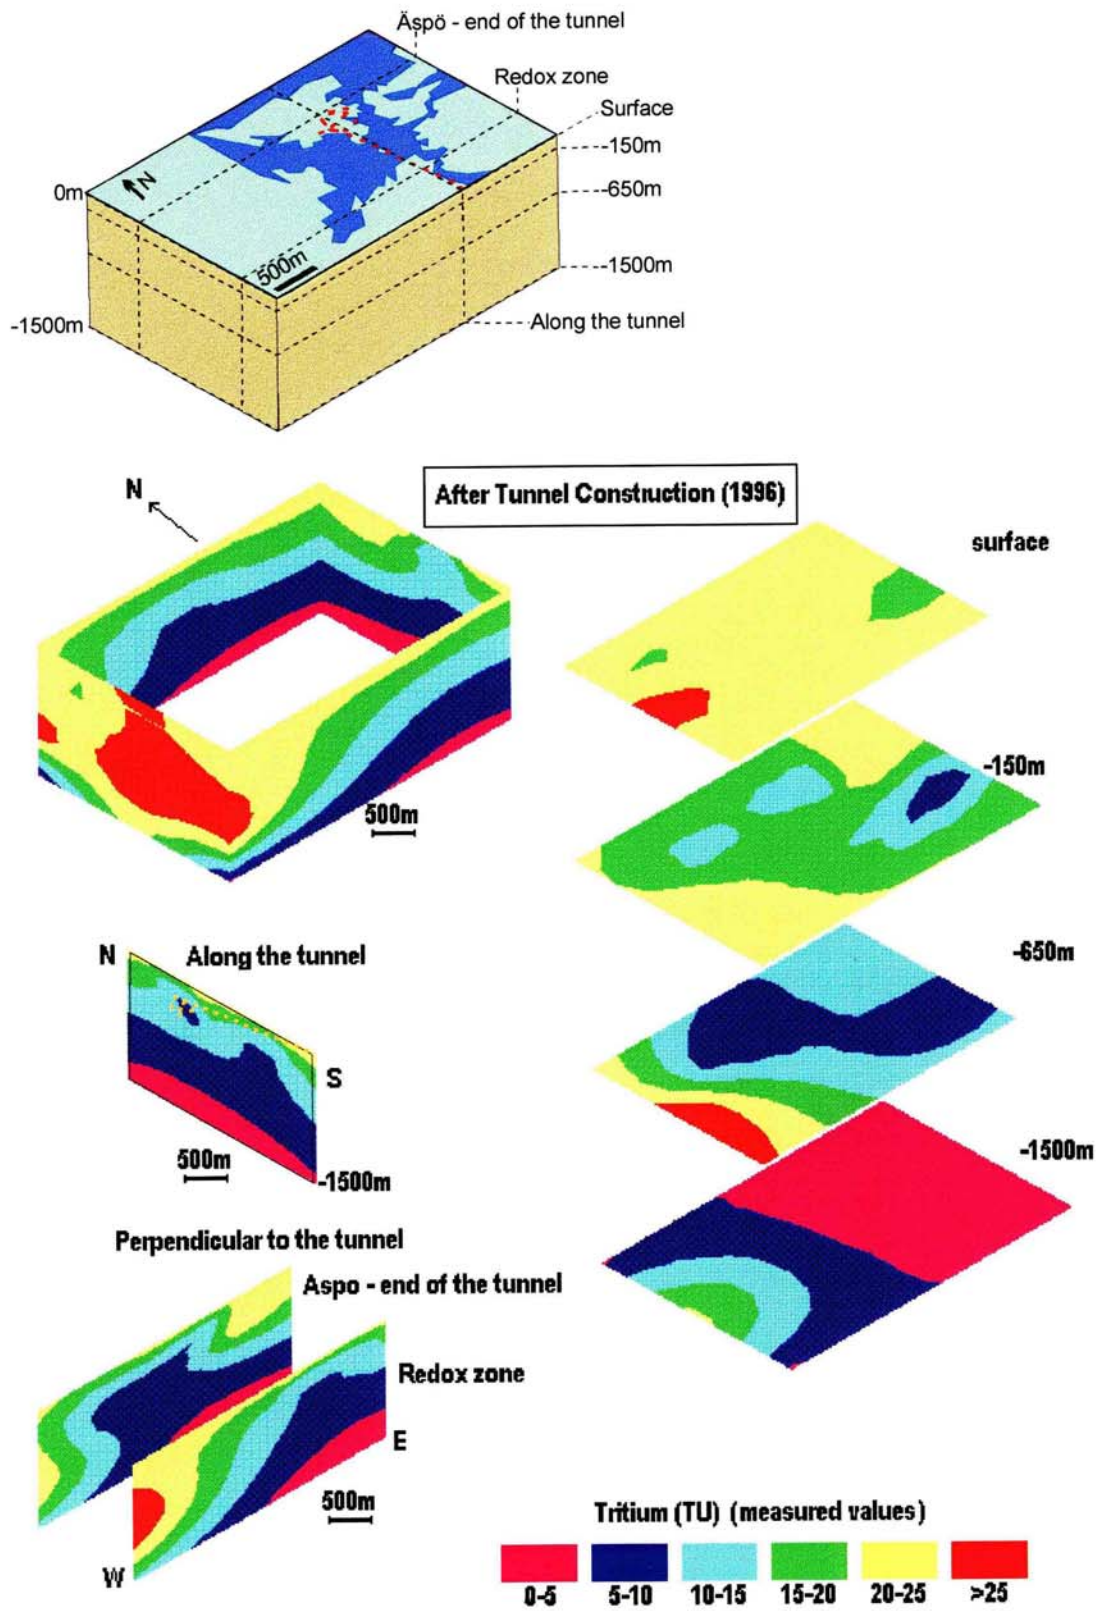 Äspö - end of the tunnel
Redox zone
Surface
-150m
-650m
-1500m
Along the tunnel
0m
-1500m
N
500m
After Tunnel Construction (1996)
N
500m
surface
-150m
-650m
-1500m
N
Along the tunnel
S
500m
-1500m
Perpendicular to the tunnel
Aspo - end of the tunnel
Redox zone
E
500m
W
Tritium (TU) (measured values)
0-5 5-10 10-15 15-20 20-25 >25